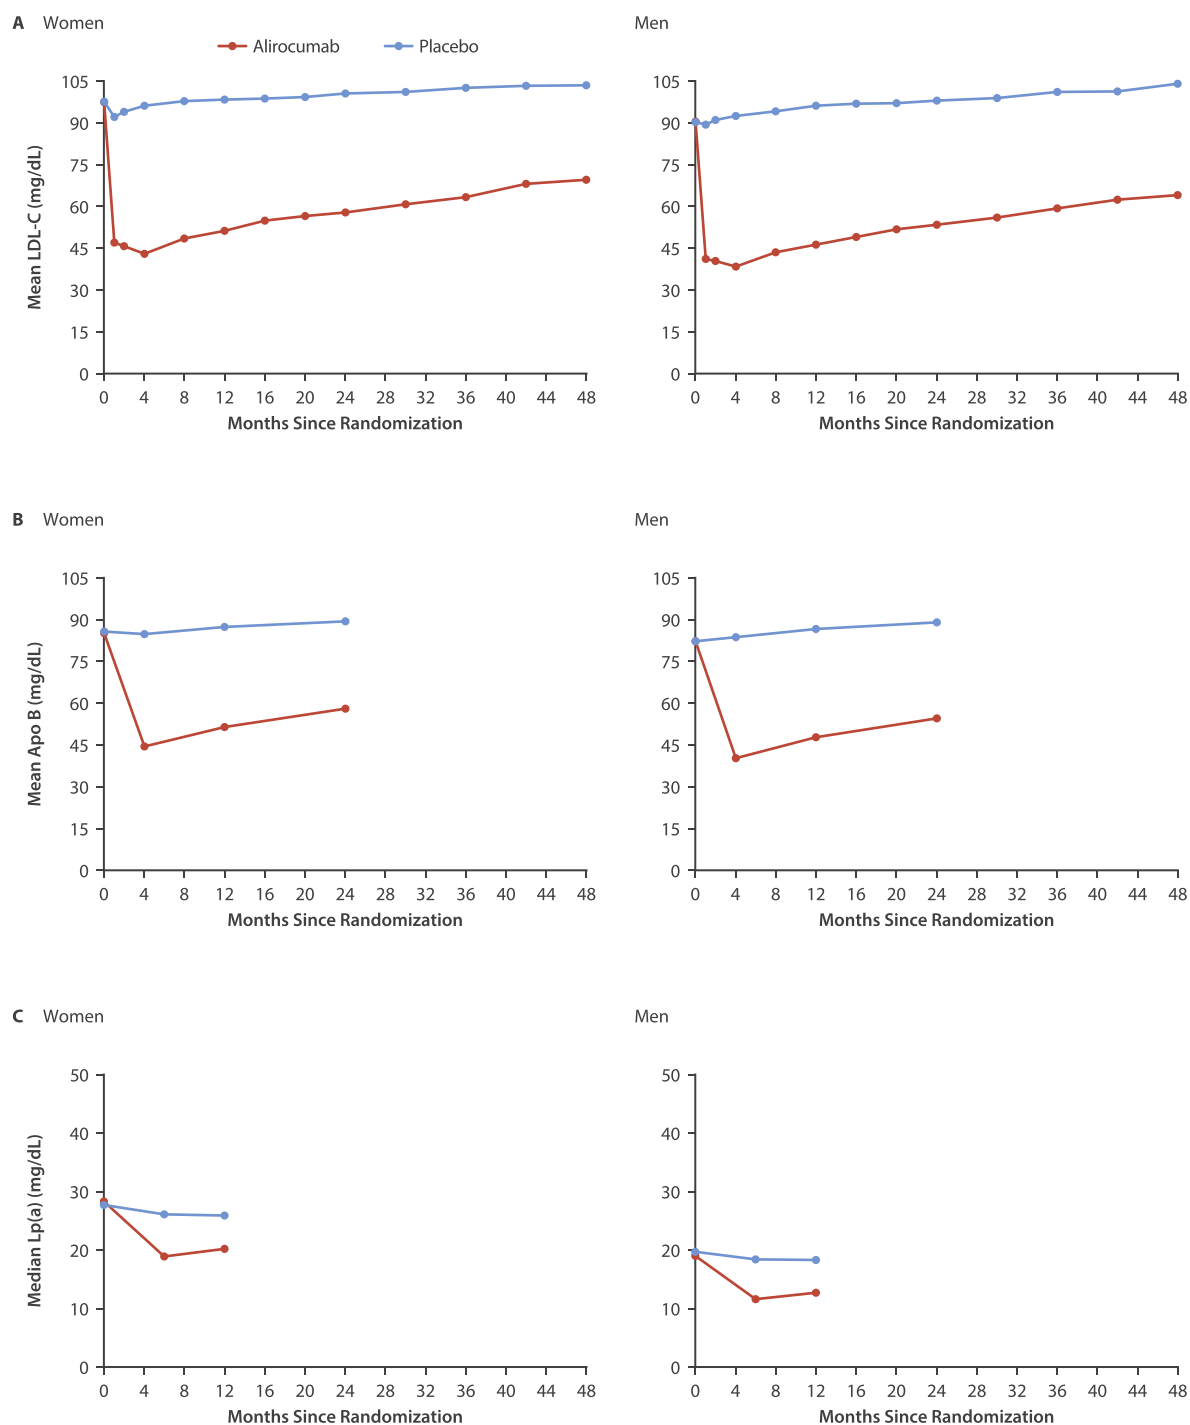 A Women
Men
Alirocumab Placebo
Mean LDL-C (mg/dL)
105
90
75
60
45
30
15
0
0 4 8 12 16 20 24 28 32 36 40 44 48
Months Since Randomization
105
90
75
60
45
30
15
0
0 4 8 12 16 20 24 28 32 36 40 44 48
Months Since Randomization
B Women
Men
Mean Apo B (mg/dL)
105
90
75
60
45
30
15
0
0 4 8 12 16 20 24 28 32 36 40 44 48
Months Since Randomization
105
90
75
60
45
30
15
0
0 4 8 12 16 20 24 28 32 36 40 44 48
Months Since Randomization
C Women
Men
Median Lp(a) (mg/dL)
50
40
30
20
10
0
0 4 8 12 16 20 24 28 32 36 40 44 48
Months Since Randomization
50
40
30
20
10
0
0 4 8 12 16 20 24 28 32 36 40 44 48
Months Since Randomization